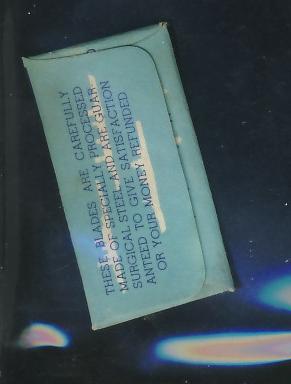 THESE BLADES ARE CAREFULLY
MADE OF SPECIALLY PROCESSED
SURGICAL STEEL AND ARE GUAR-
ANTEED TO GIVE SATISFACTION
OR YOUR MONEY REFUNDED